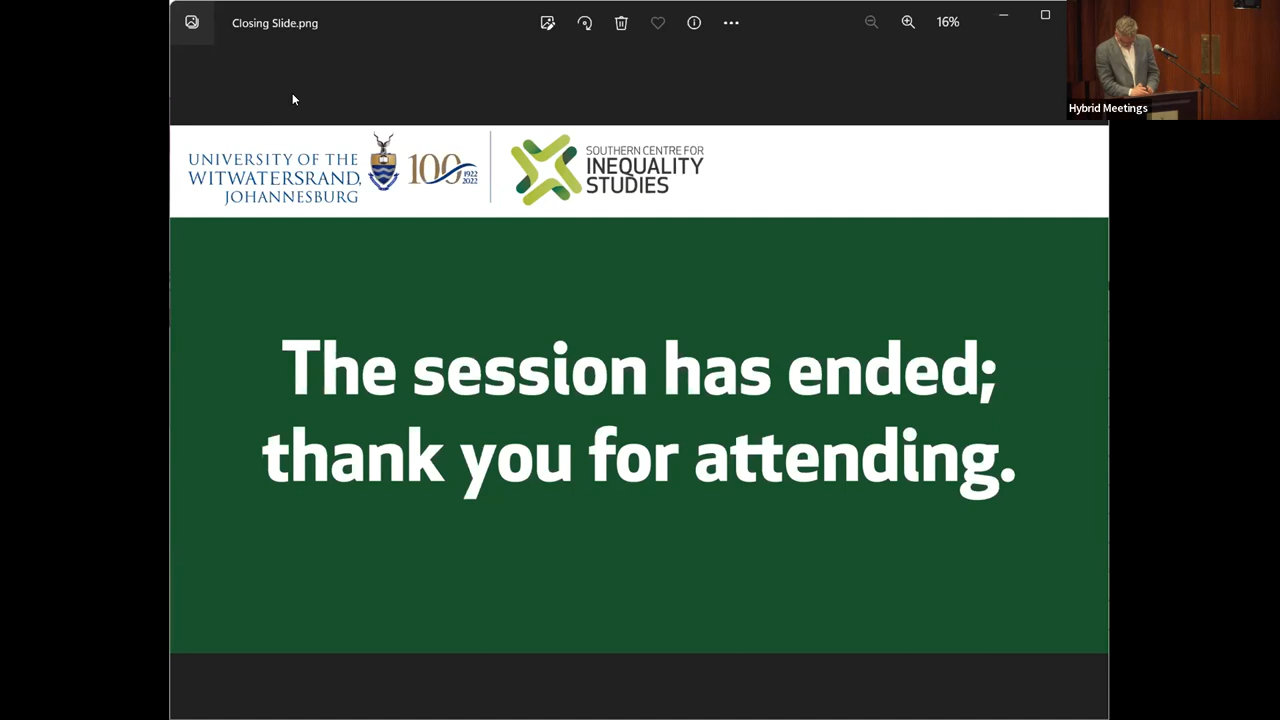 Closing Slide.png
16%
Hybrid Meetings
UNIVERSITY OF THE
WITWATERSRAND,
JOHANNESBURG
100
1922
2022
SOUTHERN CENTRE FOR
INEQUALITY
STUDIES
The session has ended;
thank you for attending.